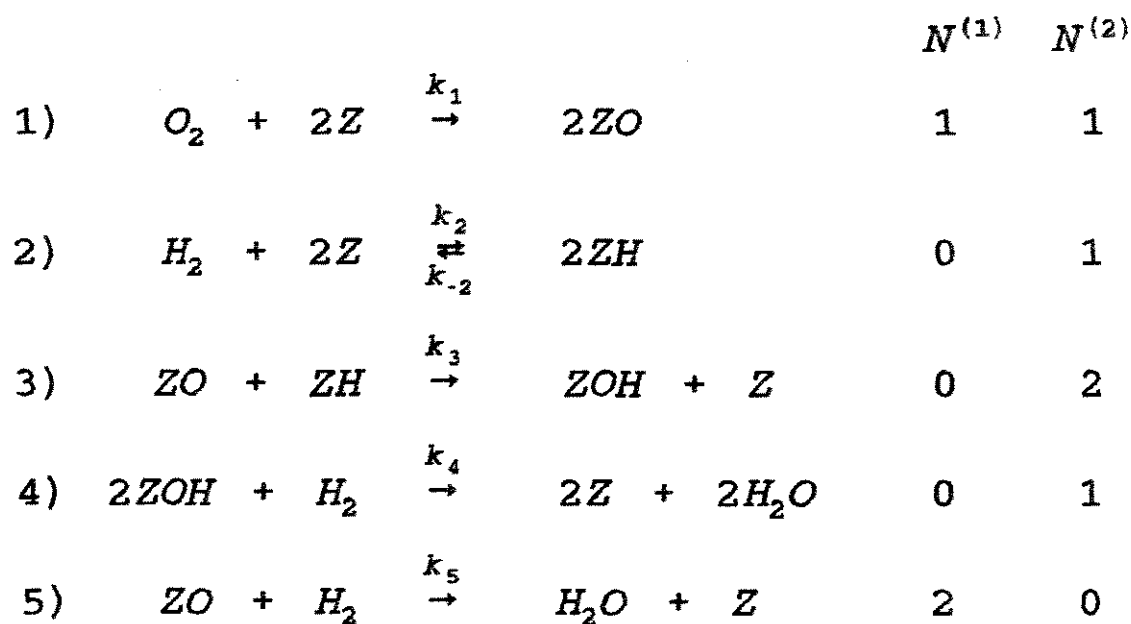 N^(1) N^(2)
1) O₂ + 2Z →^{k₁} 2ZO 1 1
2) H₂ + 2Z ⇄^{k₂}_{k₋₂} 2ZH 0 1
3) ZO + ZH →^{k₃} ZOH + Z 0 2
4) 2ZOH + H₂ →^{k₄} 2Z + 2H₂O 0 1
5) ZO + H₂ →^{k₅} H₂O + Z 2 0